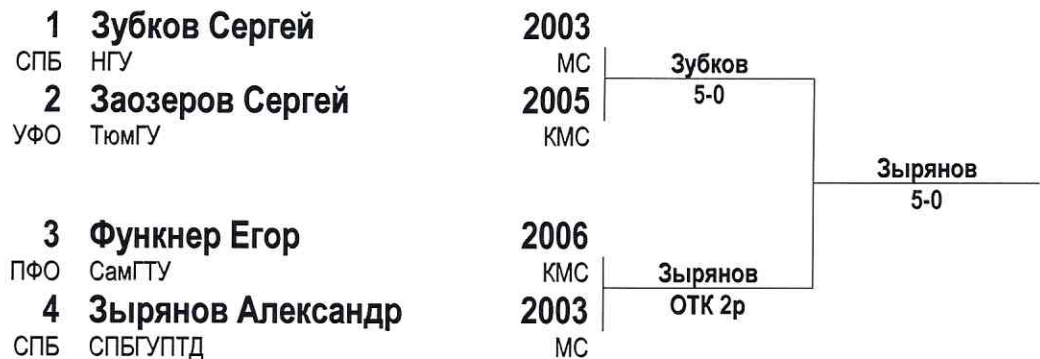 1 Зубков Сергей 2003
СПБ НГУ МС
Зубков
5-0
2 Заозеров Сергей 2005
УФО ТюмГУ КМС
Зырянов
5-0
3 Функнер Егор 2006
ПФО СамГТУ КМС
Зырянов
ОТК 2р
4 Зырянов Александр 2003
СПБ СПБГУПТД МС